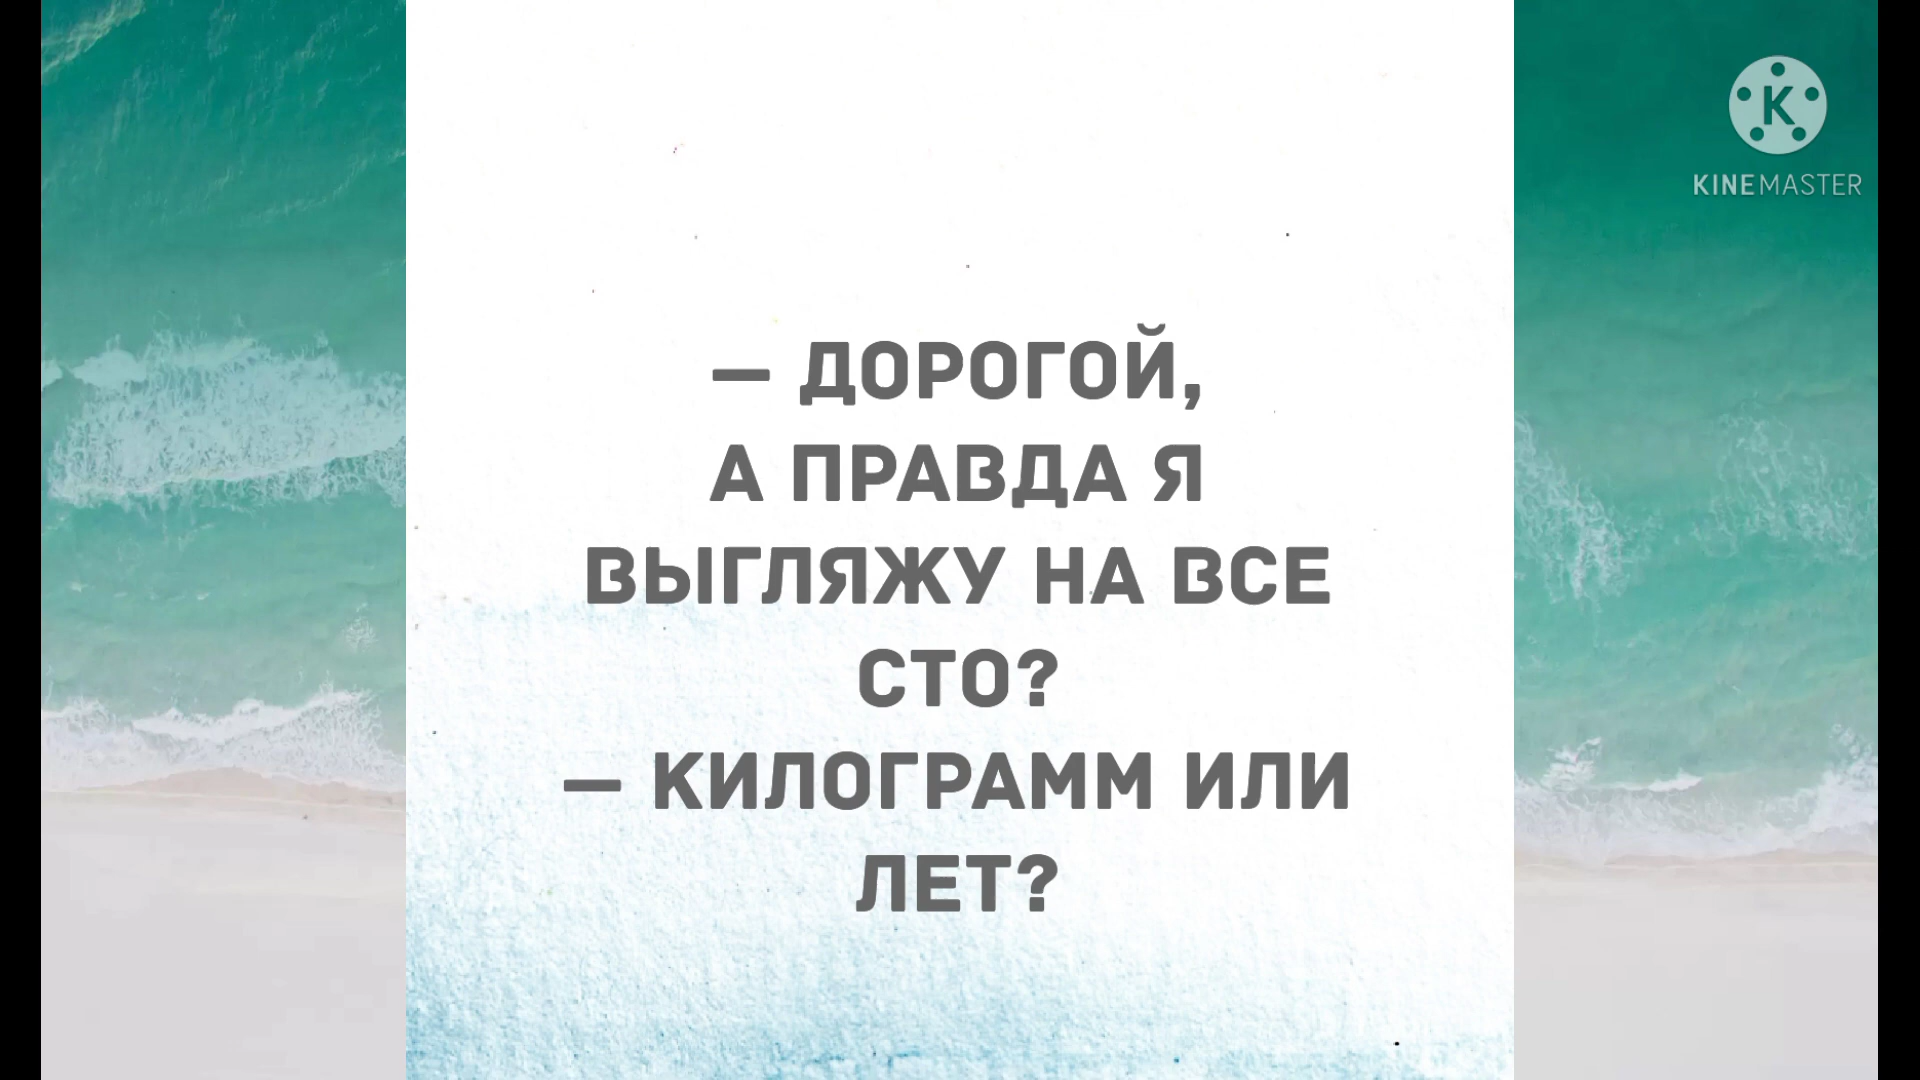 — ДОРОГОЙ,
А ПРАВДА Я
ВЫГЛЯЖУ НА ВСЕ
СТО?
— КИЛОГРАММ ИЛИ
ЛЕТ?
K
KINEMASTER